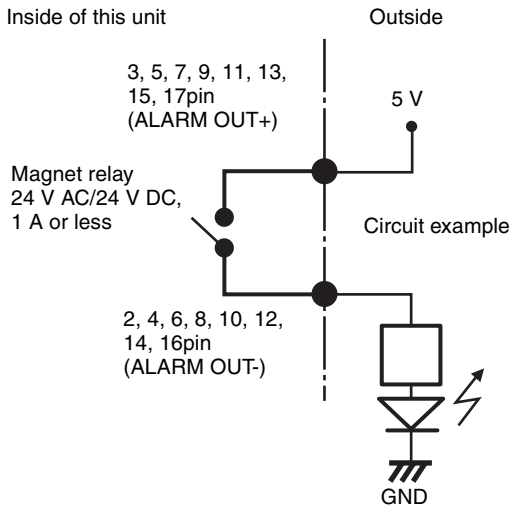 Inside of this unit
Outside
3, 5, 7, 9, 11, 13,
15, 17pin
(ALARM OUT+)
5 V
Magnet relay
24 V AC/24 V DC,
1 A or less
Circuit example
2, 4, 6, 8, 10, 12,
14, 16pin
(ALARM OUT-)
GND